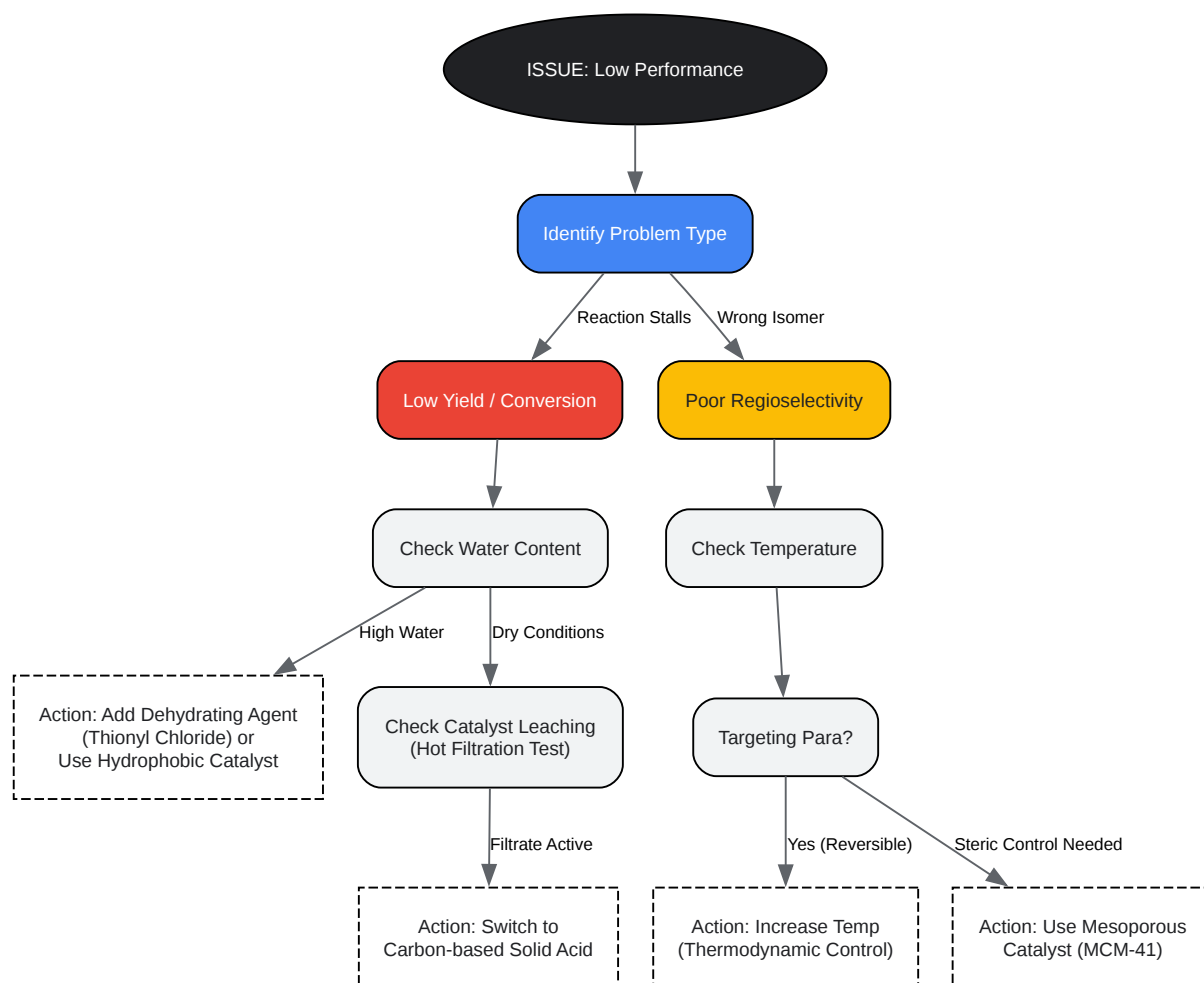 ISSUE: Low Performance
Identify Problem Type
Reaction Stalls
Wrong Isomer
Low Yield / Conversion
Poor Regioselectivity
Check Water Content
Check Temperature
High Water
Dry Conditions
Action: Add Dehydrating Agent
(Thionyl Chloride) or
Use Hydrophobic Catalyst
Check Catalyst Leaching
(Hot Filtration Test)
Targeting Para?
Filtrate Active
Yes (Reversible)
Steric Control Needed
Action: Switch to
Carbon-based Solid Acid
Action: Increase Temp
(Thermodynamic Control)
Action: Use Mesoporous
Catalyst (MCM-41)